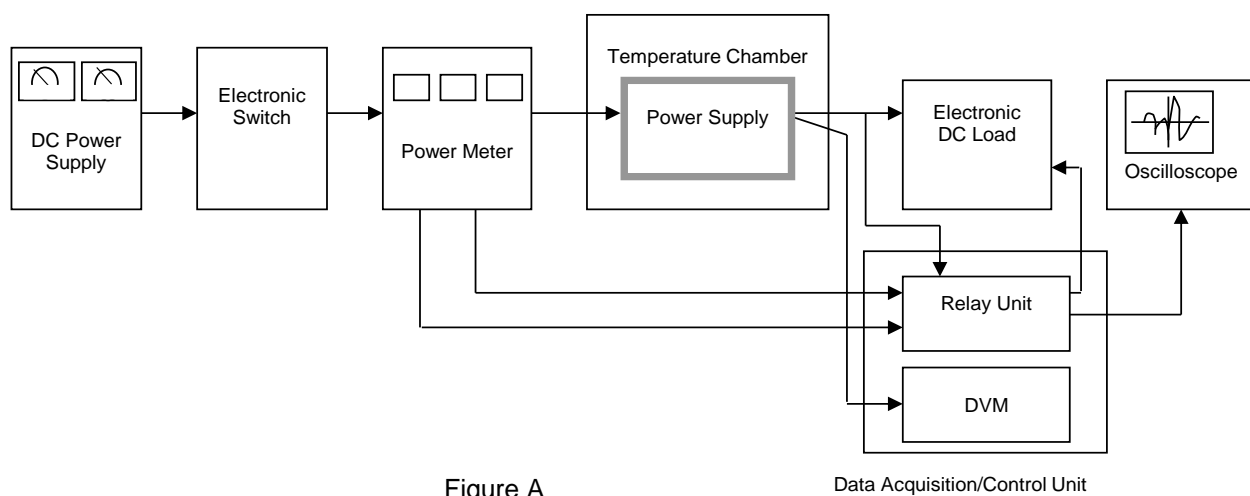 DC Power
Supply
Electronic
Switch
Power Meter
Temperature Chamber
Power Supply
Electronic
DC Load
Oscilloscope
Relay Unit
DVM
Figure A
Data Acquisition/Control Unit